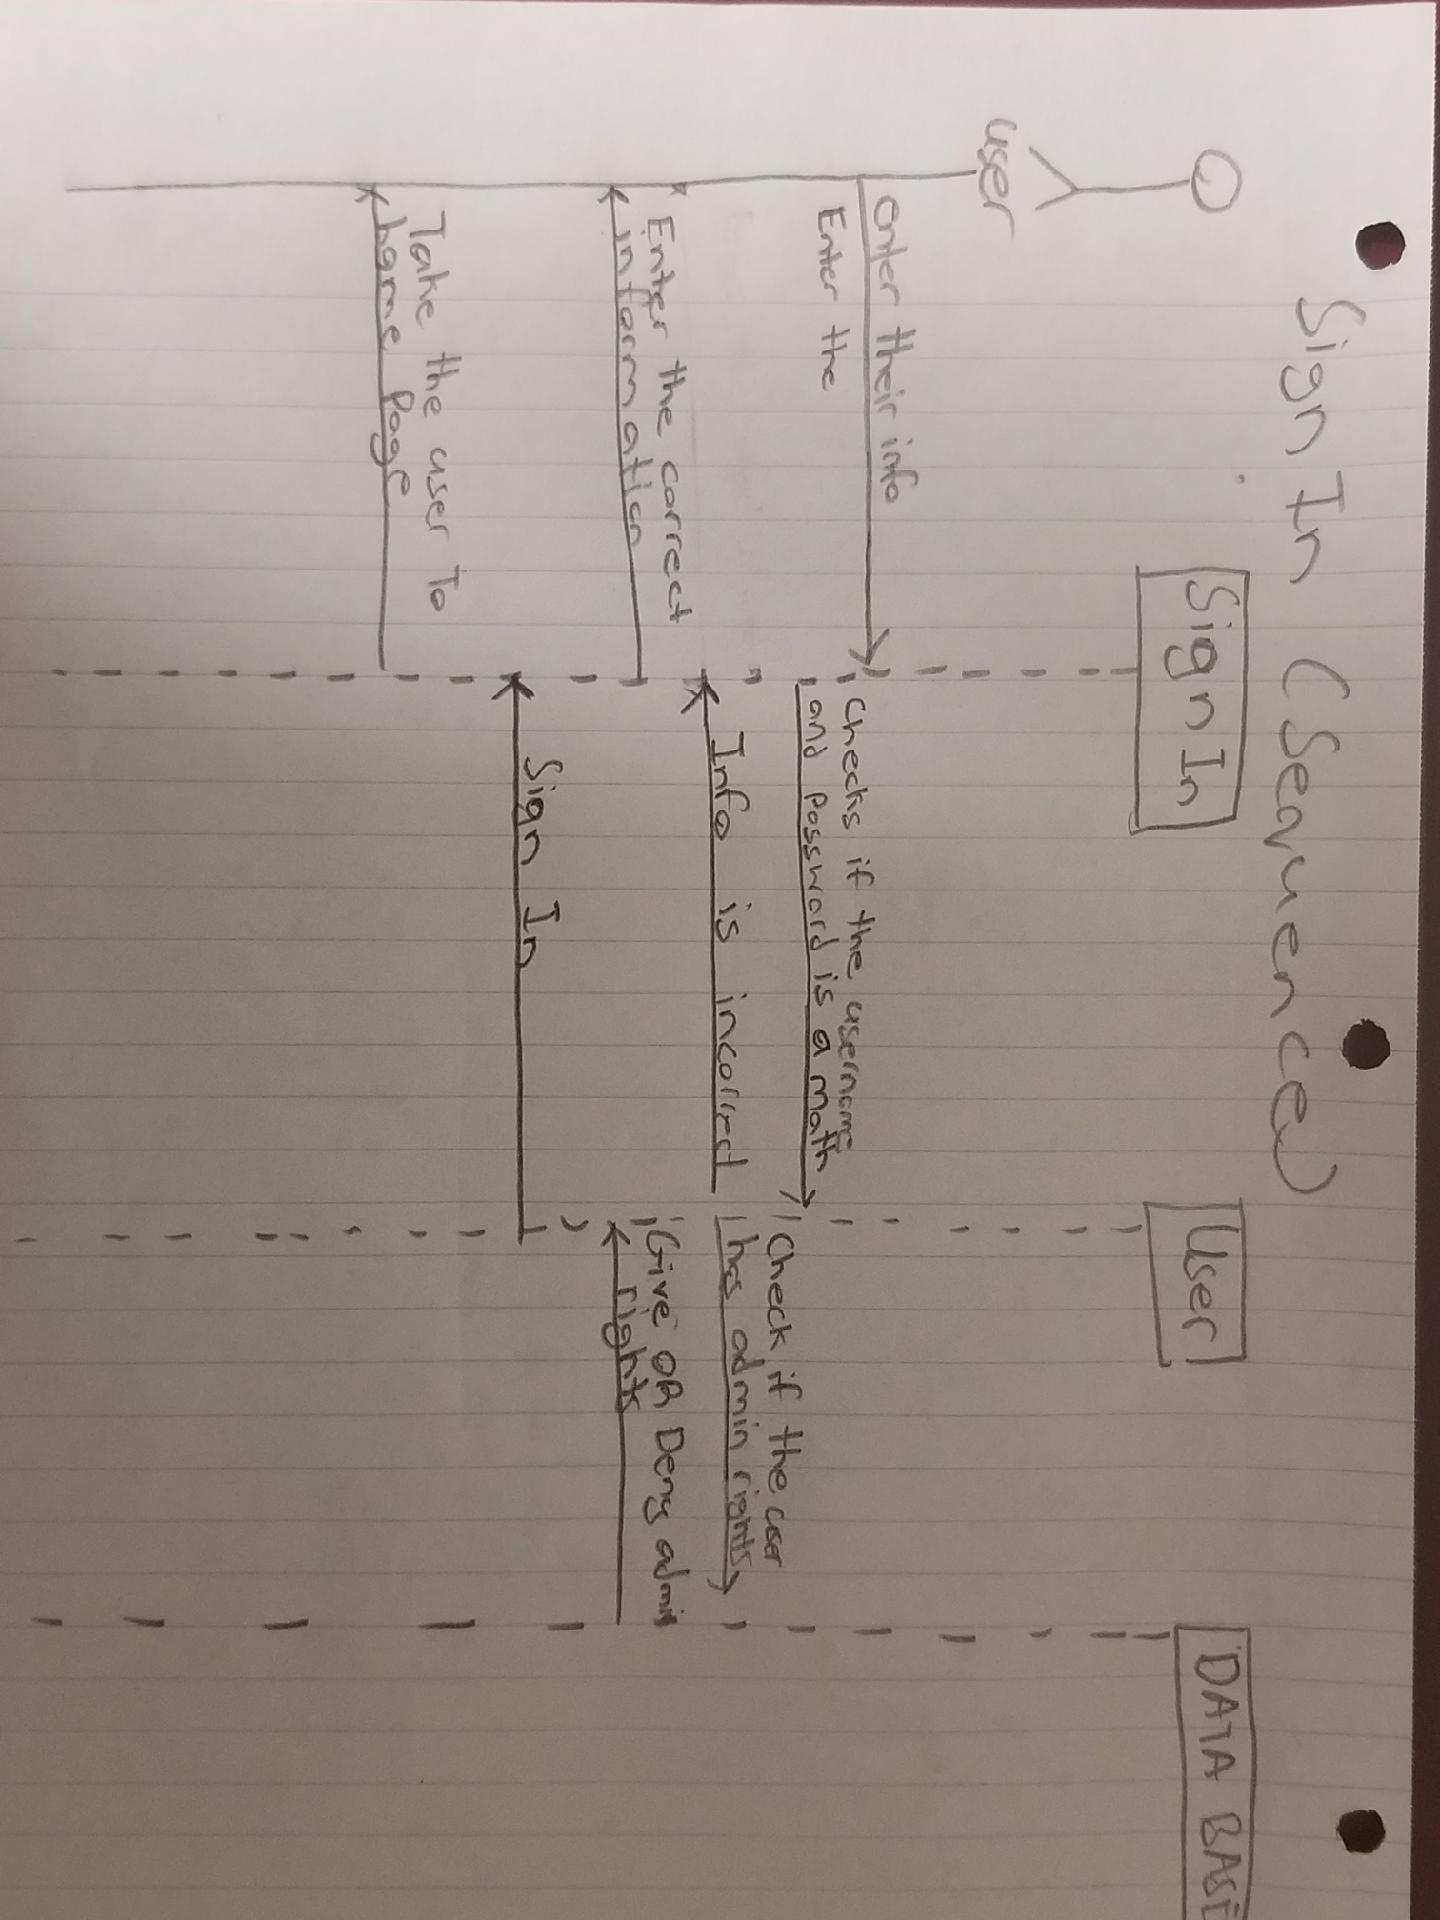 Sign In (Sequence)
user
Sign In
User
DATA BASE
Enter their info
Enter the
Checks if the username
and password is a math
Check if the user
has admin rights
Info is incorrect
Enter the correct
information
Give OR Deny admin
rights
Sign In
Take the user To
home page